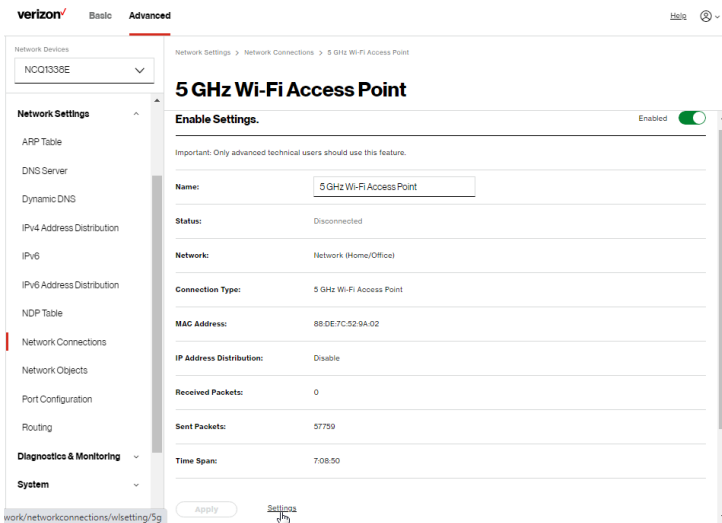 verizon✓ Basic Advanced Help
Network Devices
NCQ1338E
Network Settings
ARP Table
DNS Server
Dynamic DNS
IPv4 Address Distribution
IPv6
IPv6 Address Distribution
NDP Table
Network Connections
Network Objects
Port Configuration
Routing
Diagnostics & Monitoring
System
work/networkconnections/wlsetting/5g
Network Settings > Network Connections > 5 GHz Wi-Fi Access Point
5 GHz Wi-Fi Access Point
Enable Settings. Enabled
Important: Only advanced technical users should use this feature.
Name: 5 GHz Wi-Fi Access Point
Status: Disconnected
Network: Network (Home/Office)
Connection Type: 5 GHz Wi-Fi Access Point
MAC Address: 88:DE:7C:52:9A:02
IP Address Distribution: Disable
Received Packets: 0
Sent Packets: 57759
Time Span: 7:08:50
Apply Settings